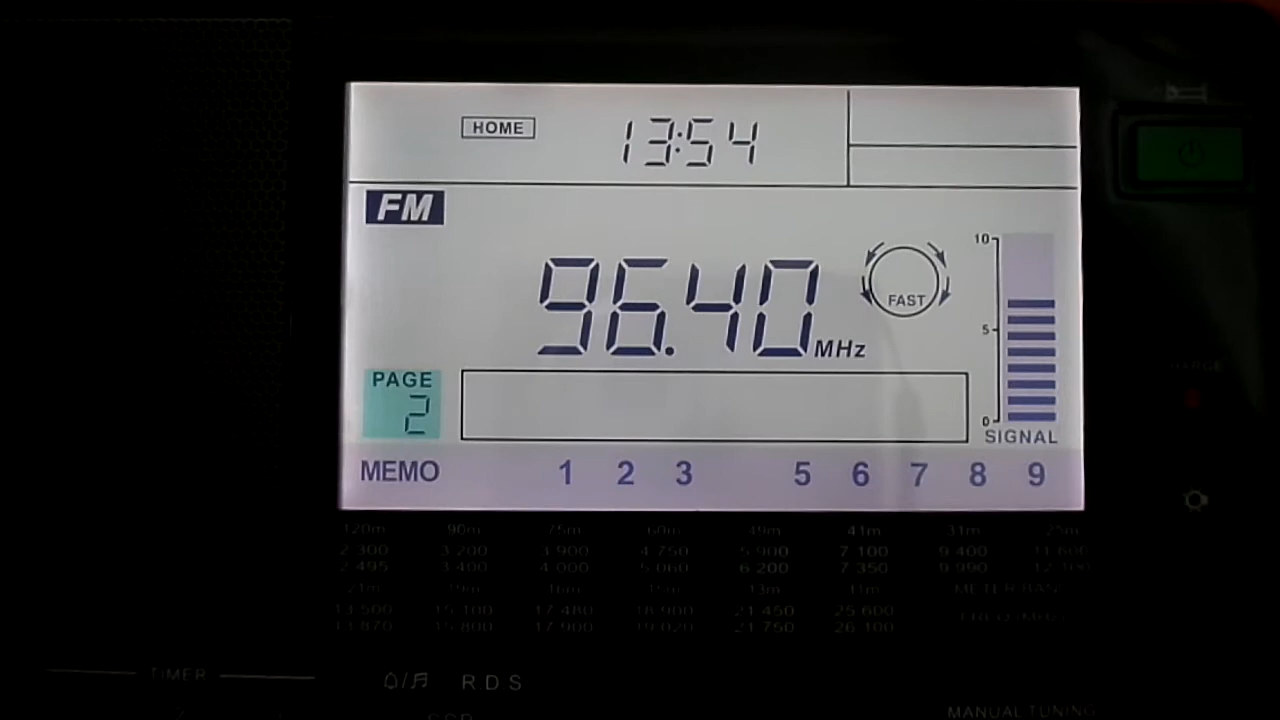 HOME 13:54
FM
10
96.40 MHz
FAST
5
PAGE
2
0
SIGNAL
MEMO 1 2 3 5 6 7 8 9
120m 90m 75m 60m 49m 41m 31m 25m
2.300 3.200 3.900 4.750 5.900 7.100 9.400 11.600
2.495 3.400 4.000 5.060 6.200 7.350 9.990
21m 19m 16m 15m 13m 11m METER BAND
13.500 15.100 17.480 18.900 21.450 25.600
13.870 15.800 17.900 19.020 21.750 26.100
TIMER
RDS
MANUAL TUNING